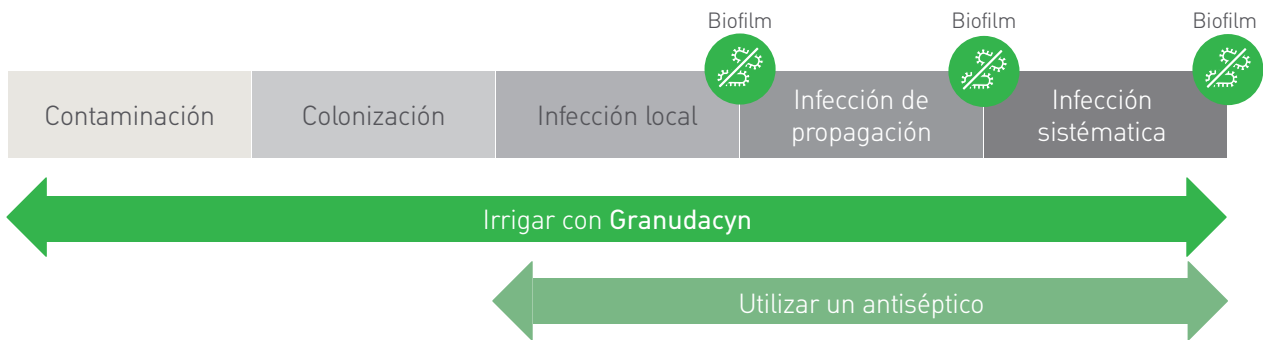 Biofilm
Biofilm
Biofilm
Contaminación
Colonización
Infección local
Infección de
propagación
Infección
sistématica
Irrigar con Granudacyn
Utilizar un antiséptico